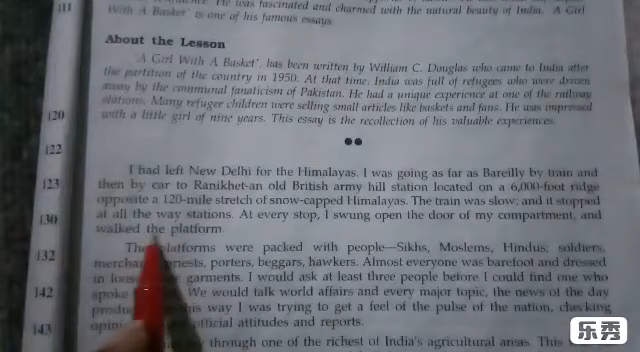 111
confidence. He was fascinated and charmed with the natural beauty of India. A Girl
With A Basket' is one of his famous essays.
About the Lesson
'A Girl With A Basket', has been written by William C. Douglas who came to India after
the partition of the country in 1950. At that time, India was full of refugees who were driven
away by the communal fanaticism of Pakistan. He had a unique experience at one of the railway
stations. Many refugee children were selling small articles like baskets and fans. He was impressed
120 with a little girl of nine years. This essay is the recollection of his valuable experiences.
122
I had left New Delhi for the Himalayas. I was going as far as Bareilly by train and
123 then by car to Ranikhet-an old British army hill station located on a 6,000-foot ridge
opposite a 120-mile stretch of snow-capped Himalayas. The train was slow; and it stopped
130 at all the way stations. At every stop, I swung open the door of my compartment, and
walked the platform.
The platforms were packed with people—Sikhs, Moslems, Hindus, soldiers,
132 priests, porters, beggars, hawkers. Almost everyone was barefoot and dressed
in garments. I would ask at least three people before I could find one who
142 spoke We would talk world affairs and every major topic, the news of the day
way I was trying to get a feel of the pulse of the nation, checking
143 official attitudes and reports.
through one of the richest of India's agricultural areas. This
乐秀